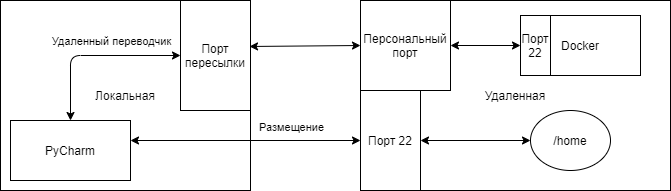 Удаленный переводчик
Порт
пересылки
Локальная
PyCharm
Размещение
Персональный
порт
Порт
22
Docker
Удаленная
Порт 22
/home